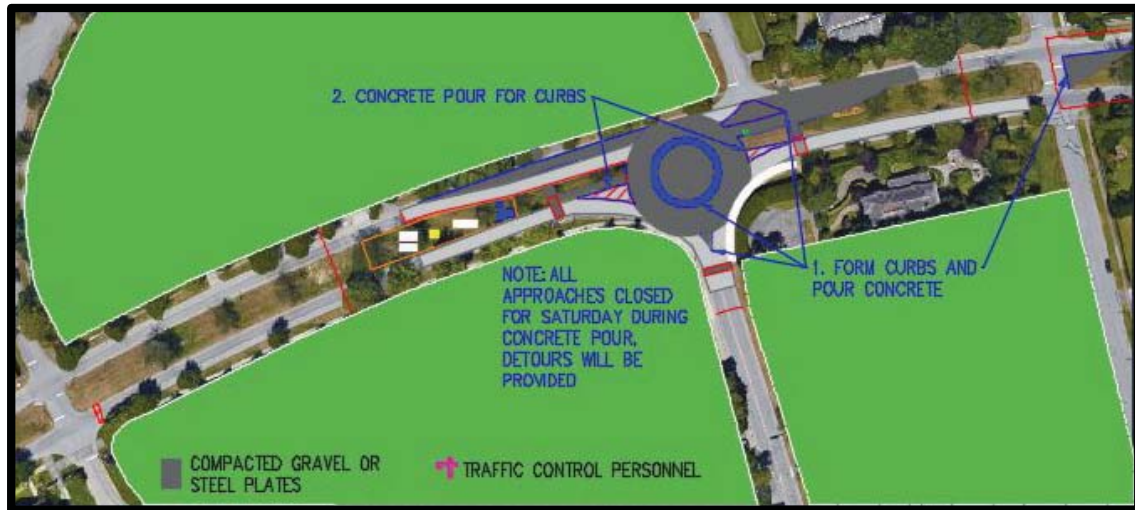 2. CONCRETE POUR FOR CURBS
1. FORM CURBS AND
POUR CONCRETE
NOTE: ALL
APPROACHES CLOSED
FOR SATURDAY DURING
CONCRETE POUR,
DETOURS WILL BE
PROVIDED
COMPACTED GRAVEL OR
STEEL PLATES
TRAFFIC CONTROL PERSONNEL